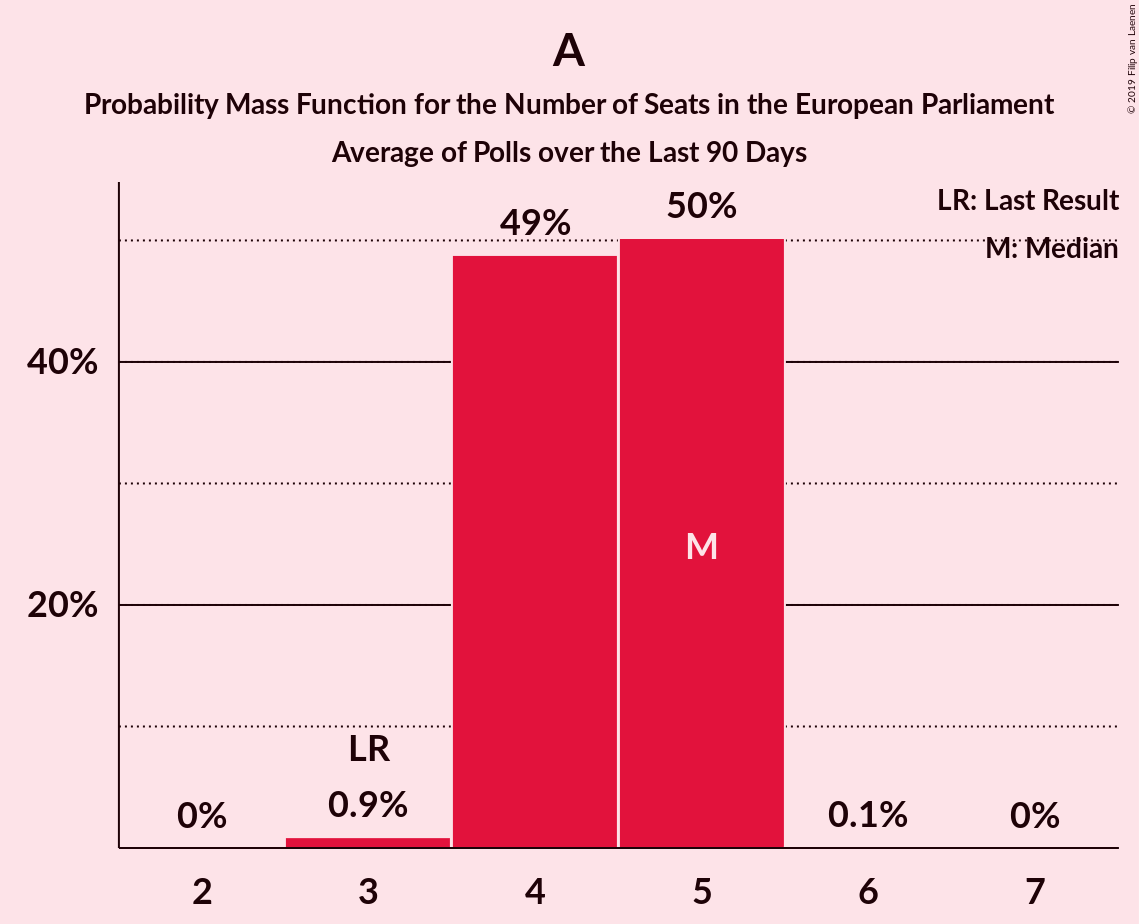 A
Probability Mass Function for the Number of Seats in the European Parliament
Average of Polls over the Last 90 Days
© 2019 Filip van Laenen
LR: Last Result
M: Median
49%
50%
40%
M
20%
LR
0%
0.9%
0.1%
0%
2 3 4 5 6 7